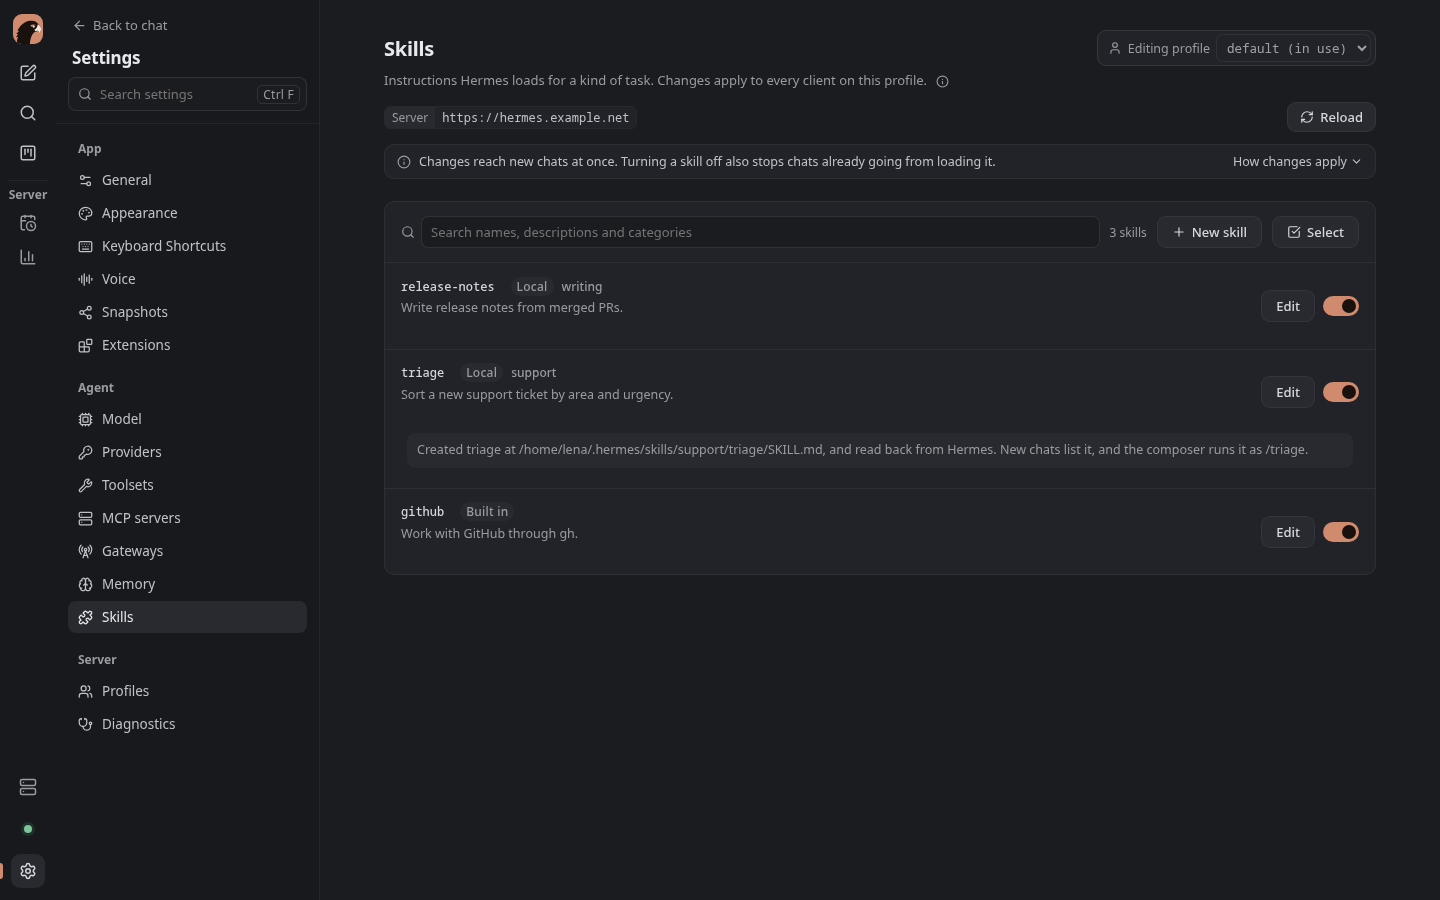 Back to chat
Settings
Search settings
Ctrl F
App
General
Appearance
Keyboard Shortcuts
Voice
Snapshots
Extensions
Agent
Model
Providers
Toolsets
MCP servers
Gateways
Memory
Skills
Server
Profiles
Diagnostics
Server
Skills
Editing profile
default (in use)
Instructions Hermes loads for a kind of task. Changes apply to every client on this profile.
Server https://hermes.example.net
Reload
Changes reach new chats at once. Turning a skill off also stops chats already going from loading it.
How changes apply
Search names, descriptions and categories
3 skills
New skill
Select
release-notes Local writing
Write release notes from merged PRs.
Edit
triage Local support
Sort a new support ticket by area and urgency.
Edit
Created triage at /home/lena/.hermes/skills/support/triage/SKILL.md, and read back from Hermes. New chats list it, and the composer runs it as /triage.
github Built in
Work with GitHub through gh.
Edit